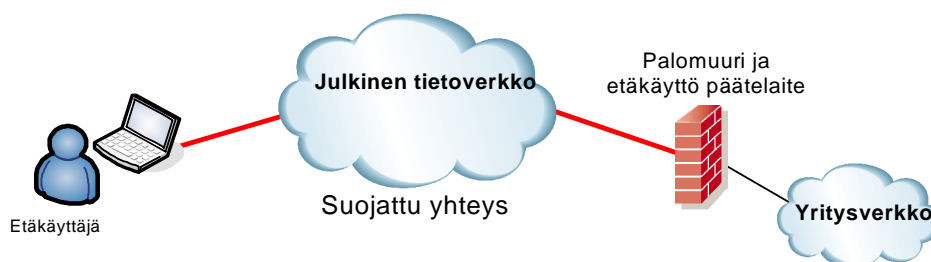 Julkinen tietoverkko
Palomuuri ja
etäkäyttö päätelaite
Suojattu yhteys
Etäkäyttäjä
Yritysverkko